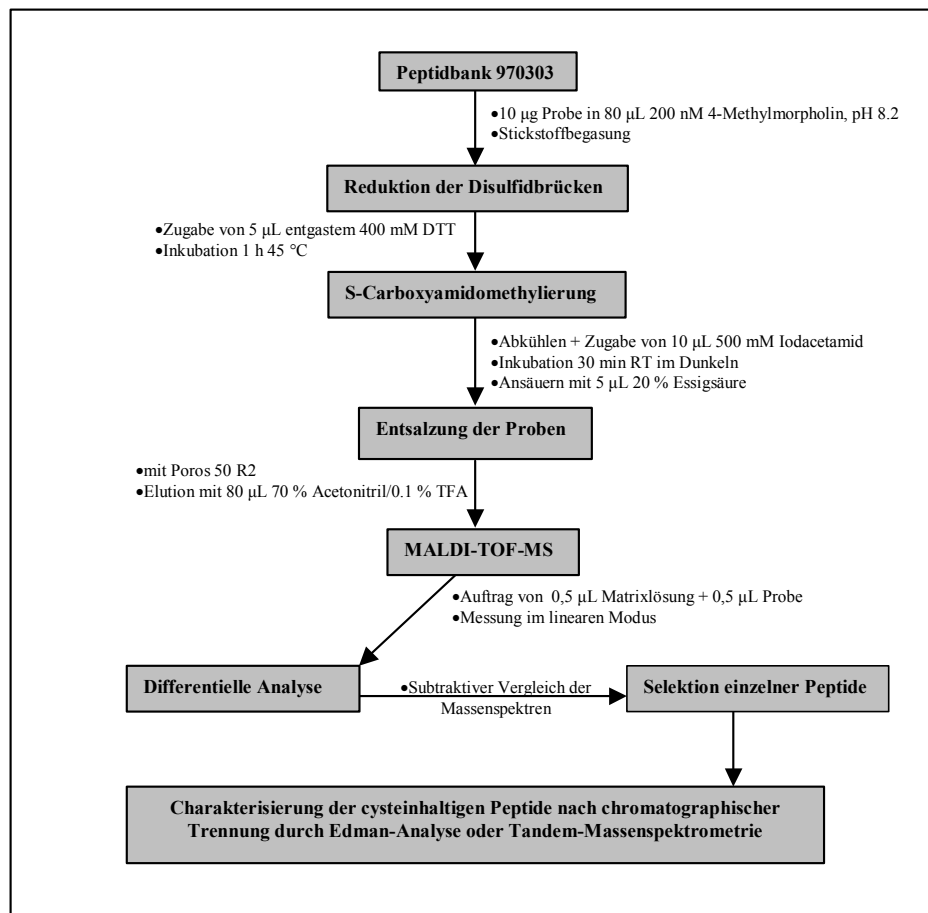 Peptidbank 970303
•10 μg Probe in 80 μL 200 nM 4-Methylmorpholin, pH 8.2
•Stickstoffbegasung
Reduktion der Disulfidbrücken
•Zugabe von 5 μL entgastem 400 mM DTT
•Inkubation 1 h 45 °C
S-Carboxyamidomethylierung
•Abkühlen + Zugabe von 10 μL 500 mM Iodacetamid
•Inkubation 30 min RT im Dunkeln
•Ansäuern mit 5 μL 20 % Essigsäure
Entsalzung der Proben
•mit Poros 50 R2
•Elution mit 80 μL 70 % Acetonitril/0.1 % TFA
MALDI-TOF-MS
•Auftrag von 0,5 μL Matrixlösung + 0,5 μL Probe
•Messung im linearen Modus
Differentielle Analyse
•Subtraktiver Vergleich der
Massenspektren
Selektion einzelner Peptide
Charakterisierung der cysteinhaltigen Peptide nach chromatographischer
Trennung durch Edman-Analyse oder Tandem-Massenspektrometrie